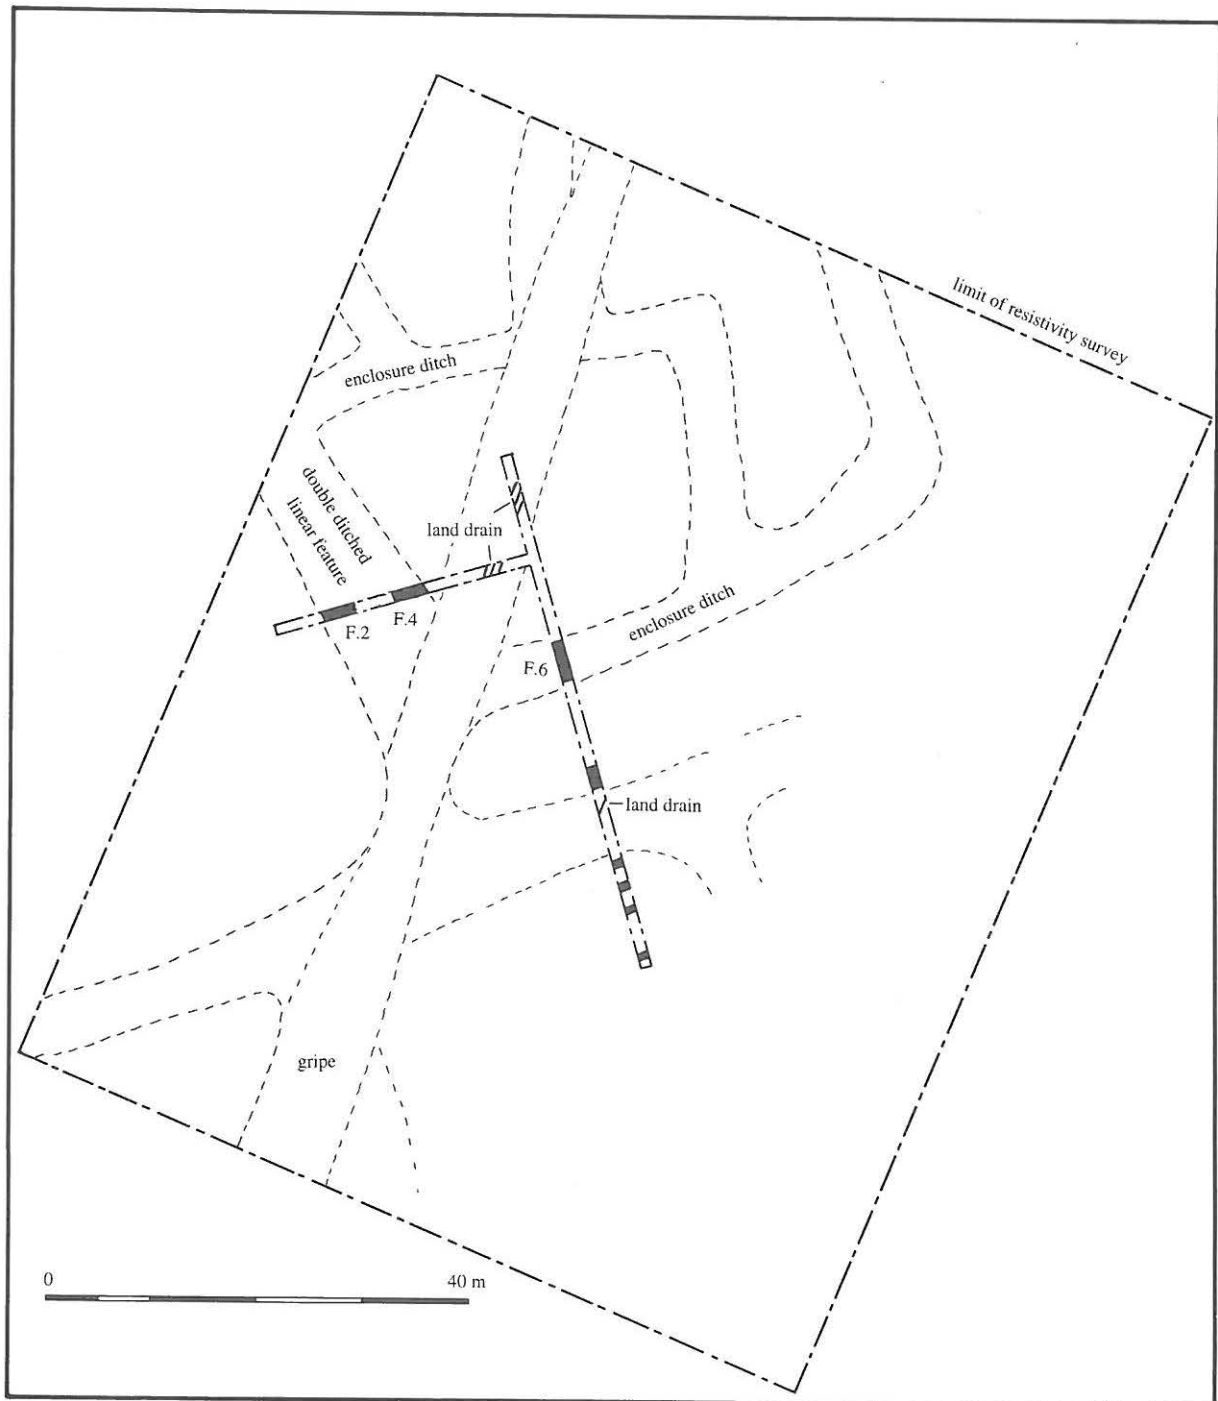 limit of resistivity survey
enclosure ditch
double ditched
linear feature
land drain
F.2
F.4
enclosure ditch
F.6
land drain
gripe
0
40 m